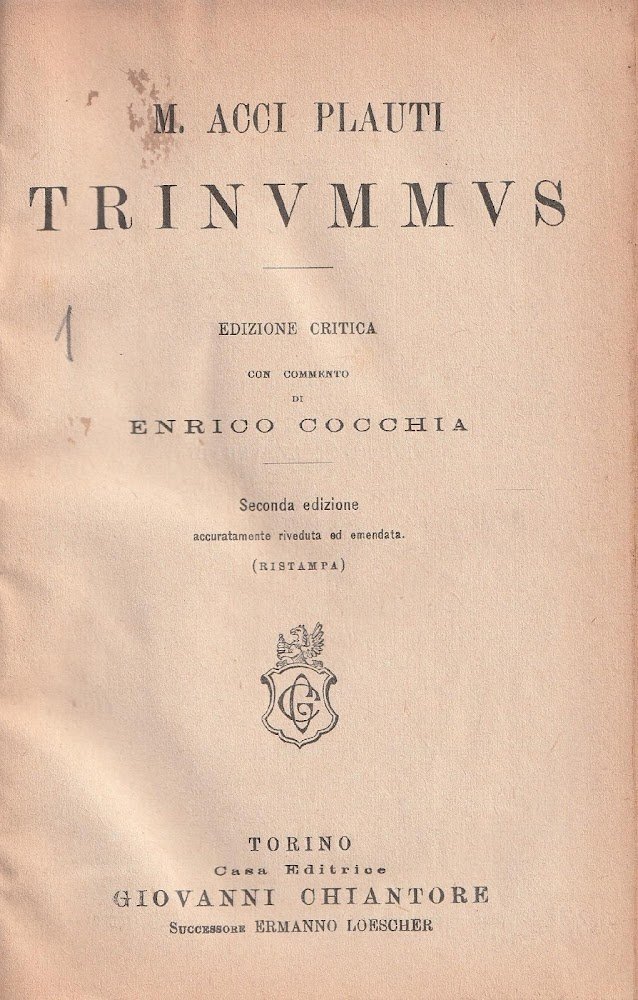 M. ACCI PLAUTI
TRINVMMVS
1
EDIZIONE CRITICA
CON COMMENTO
DI
ENRICO COCCHIA
Seconda edizione
accuratamente riveduta ed emendata.
(RISTAMPA)
GC
TORINO
Casa Editrice
GIOVANNI CHIANTORE
SUCCESSORE ERMANNO LOESCHER